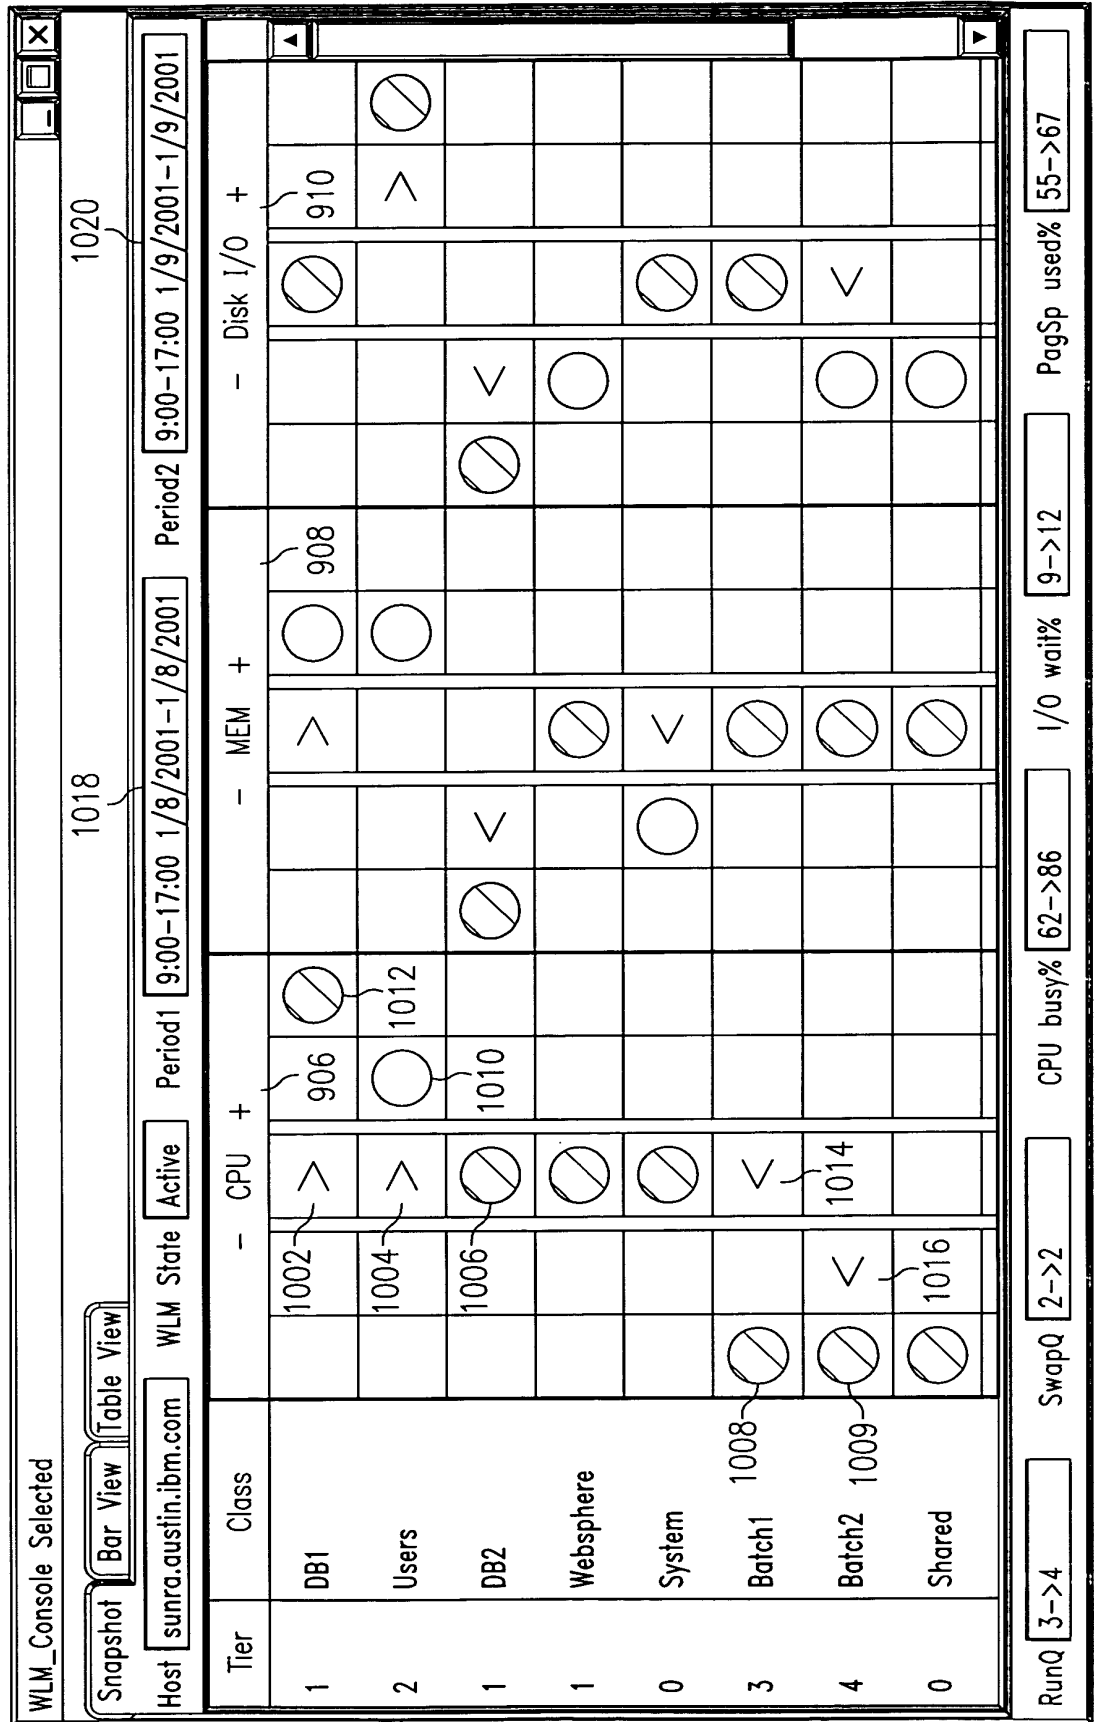 WLM_Console Selected
Snapshot Bar View Table View
1018 1020
Host sunra.austin.ibm.com WLM State Active Period1 9:00-17:00 1/8/2001-1/8/2001 Period2 9:00-17:00 1/9/2001-1/9/2001
Tier Class - CPU + - MEM + - Disk I/O +
1 DB1 1002 > 906 > 908 910
2 Users 1004 > 1012 >
1 DB2 1006 1010 < <
1 Websphere
0 System <
3 Batch1 1008 < 1014
4 Batch2 1009 < 1016 <
0 Shared
RunQ 3->4 SwapQ 2->2 CPU busy% 62->86 I/O wait% 9->12 PagSp used% 55->67